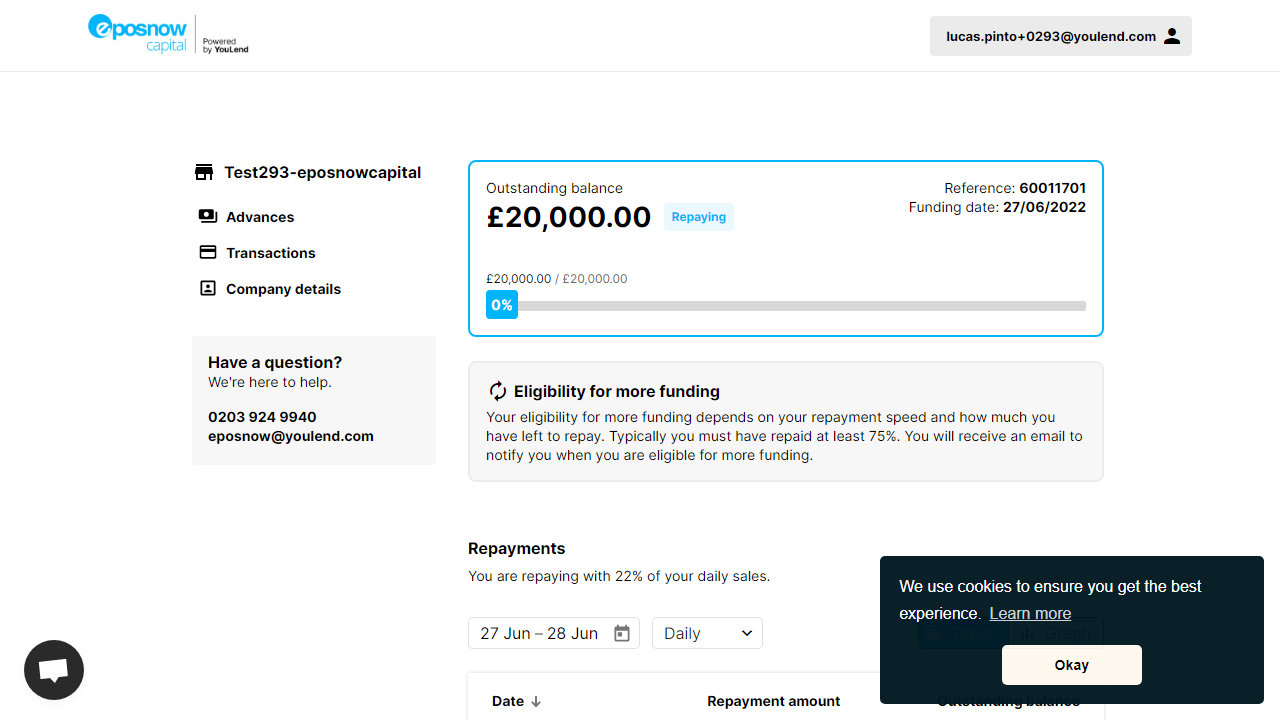 eposnow
capital
Powered
by YouLend
lucas.pinto+0293@youlend.com
Test293-eposnowcapital
Advances
Transactions
Company details
Have a question?
We're here to help.
0203 924 9940
eposnow@youlend.com
Outstanding balance
£20,000.00 Repaying
Reference: 60011701
Funding date: 27/06/2022
£20,000.00 / £20,000.00
0%
Eligibility for more funding
Your eligibility for more funding depends on your repayment speed and how much you
have left to repay. Typically you must have repaid at least 75%. You will receive an email to
notify you when you are eligible for more funding.
Repayments
You are repaying with 22% of your daily sales.
27 Jun – 28 Jun
Daily
Table
Graph
Date
Repayment amount
Outstanding balance
We use cookies to ensure you get the best
experience. Learn more
Okay